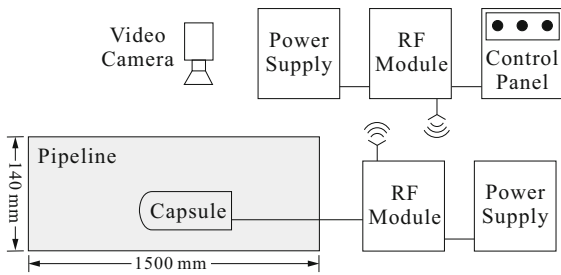 Video
Camera
Power
Supply
RF
Module
Control
Panel
Pipeline
140 mm
Capsule
RF
Module
Power
Supply
1500 mm